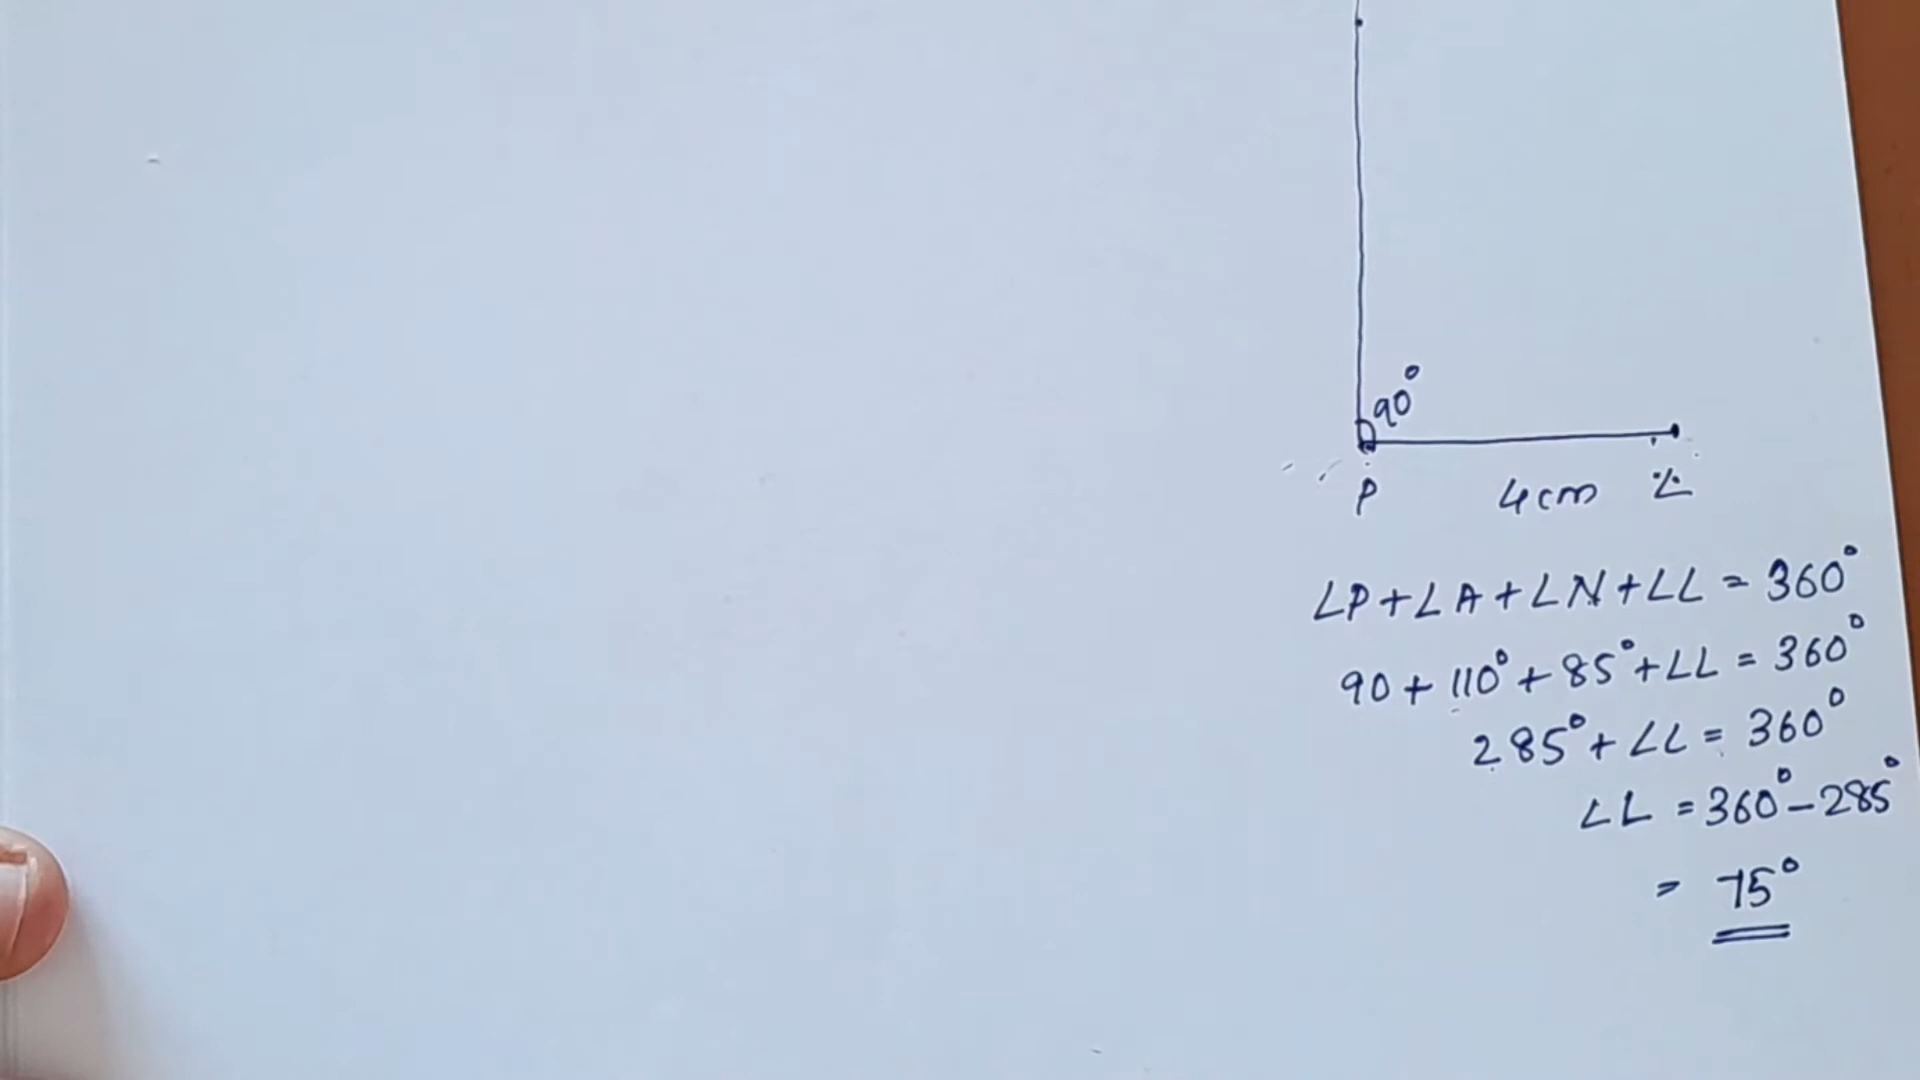 90°
P 4cm L
∠P+∠A+∠N+∠L = 360°
90+110°+85°+∠L = 360°
285°+∠L = 360°
∠L = 360°-285°
= 75°